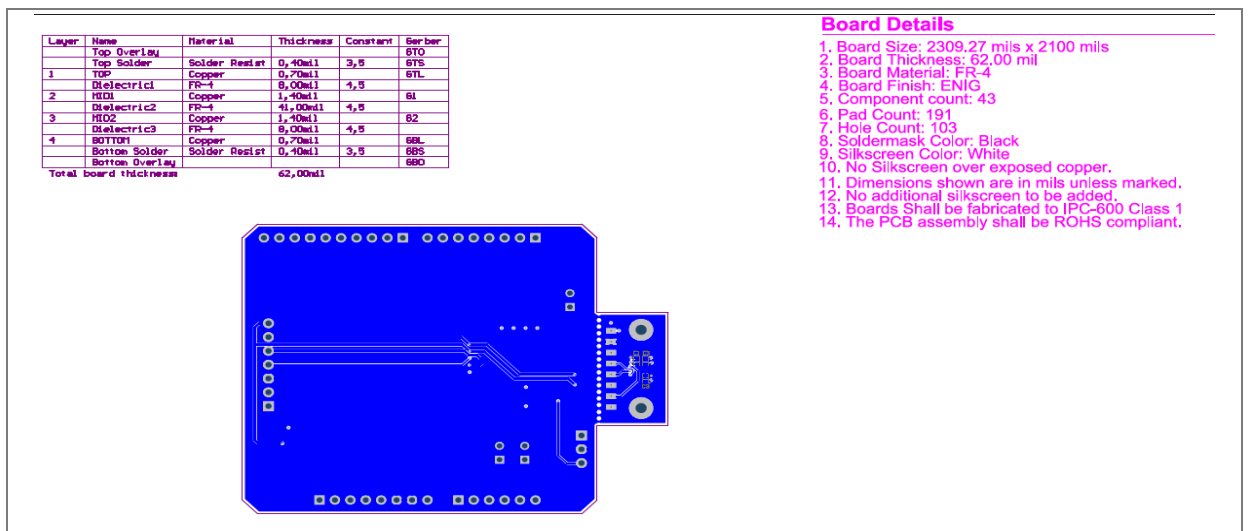 Layer Name Material Thickness Constant Gerber
Top Overlay GTO
Top Solder Solder Resist 0,40mil 3,5 GTS
1 TOP Copper 0,70mil GTL
Dielectric1 FR-4 8,00mil 4,5
2 MID1 Copper 1,40mil G1
Dielectric2 FR-4 41,00mil 4,5
3 MID2 Copper 1,40mil G2
Dielectric3 FR-4 8,00mil 4,5
4 BOTTOM Copper 0,70mil GBL
Bottom Solder Solder Resist 0,40mil 3,5 GBS
Bottom Overlay GBO
Total board thickness: 62,00mil
Board Details
1. Board Size: 2309.27 mils x 2100 mils
2. Board Thickness: 62.00 mil
3. Board Material: FR-4
4. Board Finish: ENIG
5. Component count: 43
6. Pad Count: 191
7. Hole Count: 103
8. Soldermask Color: Black
9. Silkscreen Color: White
10. No Silkscreen over exposed copper.
11. Dimensions shown are in mils unless marked.
12. No additional silkscreen to be added.
13. Boards Shall be fabricated to IPC-600 Class 1
14. The PCB assembly shall be ROHS compliant.